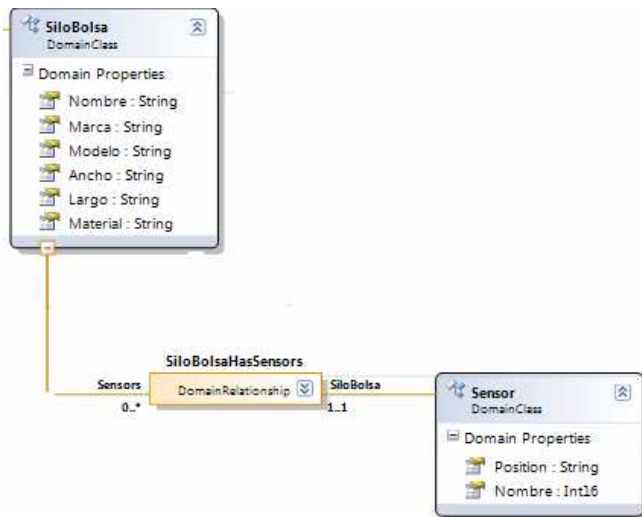 SiloBolsa
DomainClass
Domain Properties
Nombre : String
Marca : String
Modelo : String
Ancho : String
Largo : String
Material : String
SiloBolsaHasSensors
Sensors
DomainRelationship
SiloBolsa
0..*
1..1
Sensor
DomainClass
Domain Properties
Position : String
Nombre : Int16